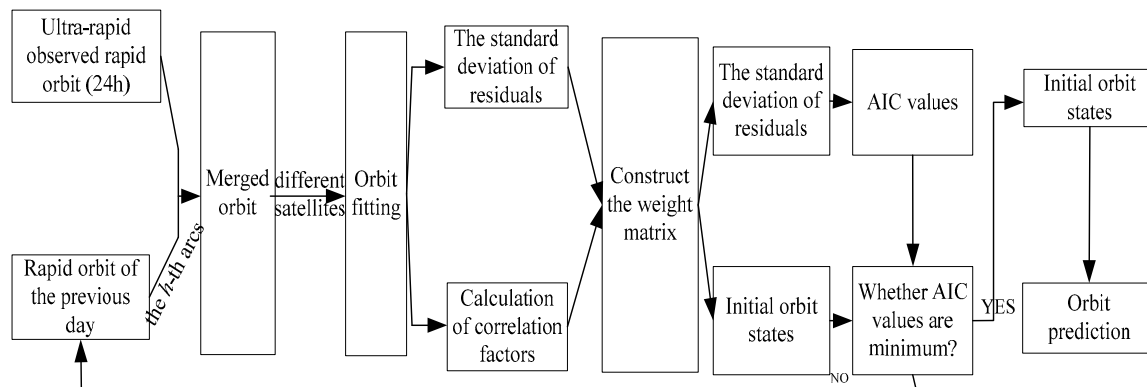 Ultra-rapid
observed rapid
orbit (24h)
Rapid orbit of
the previous
day
the h-th arcs
Merged
orbit
different
satellites
Orbit
fitting
The standard
deviation of
residuals
Calculation
of correlation
factors
Construct
the weight
matrix
The standard
deviation of
residuals
Initial orbit
states
AIC values
Whether AIC
values are
minimum?
YES
NO
Initial orbit
states
Orbit
prediction